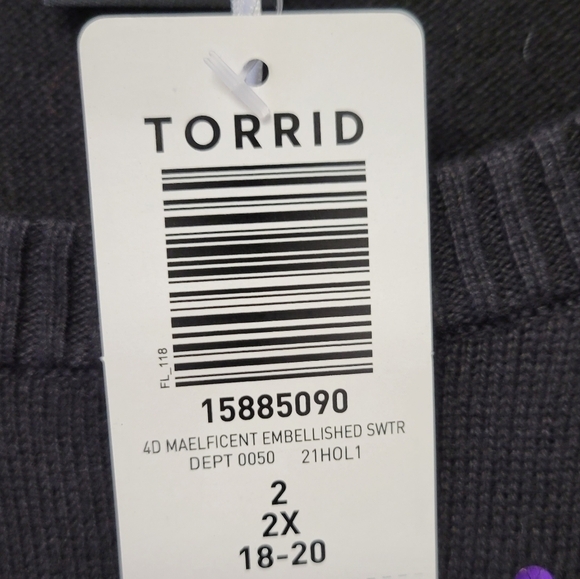 TORRID
FL_118
15885090
4D MAELFICENT EMBELLISHED SWTR
DEPT 0050 21HOL1
2
2X
18-20